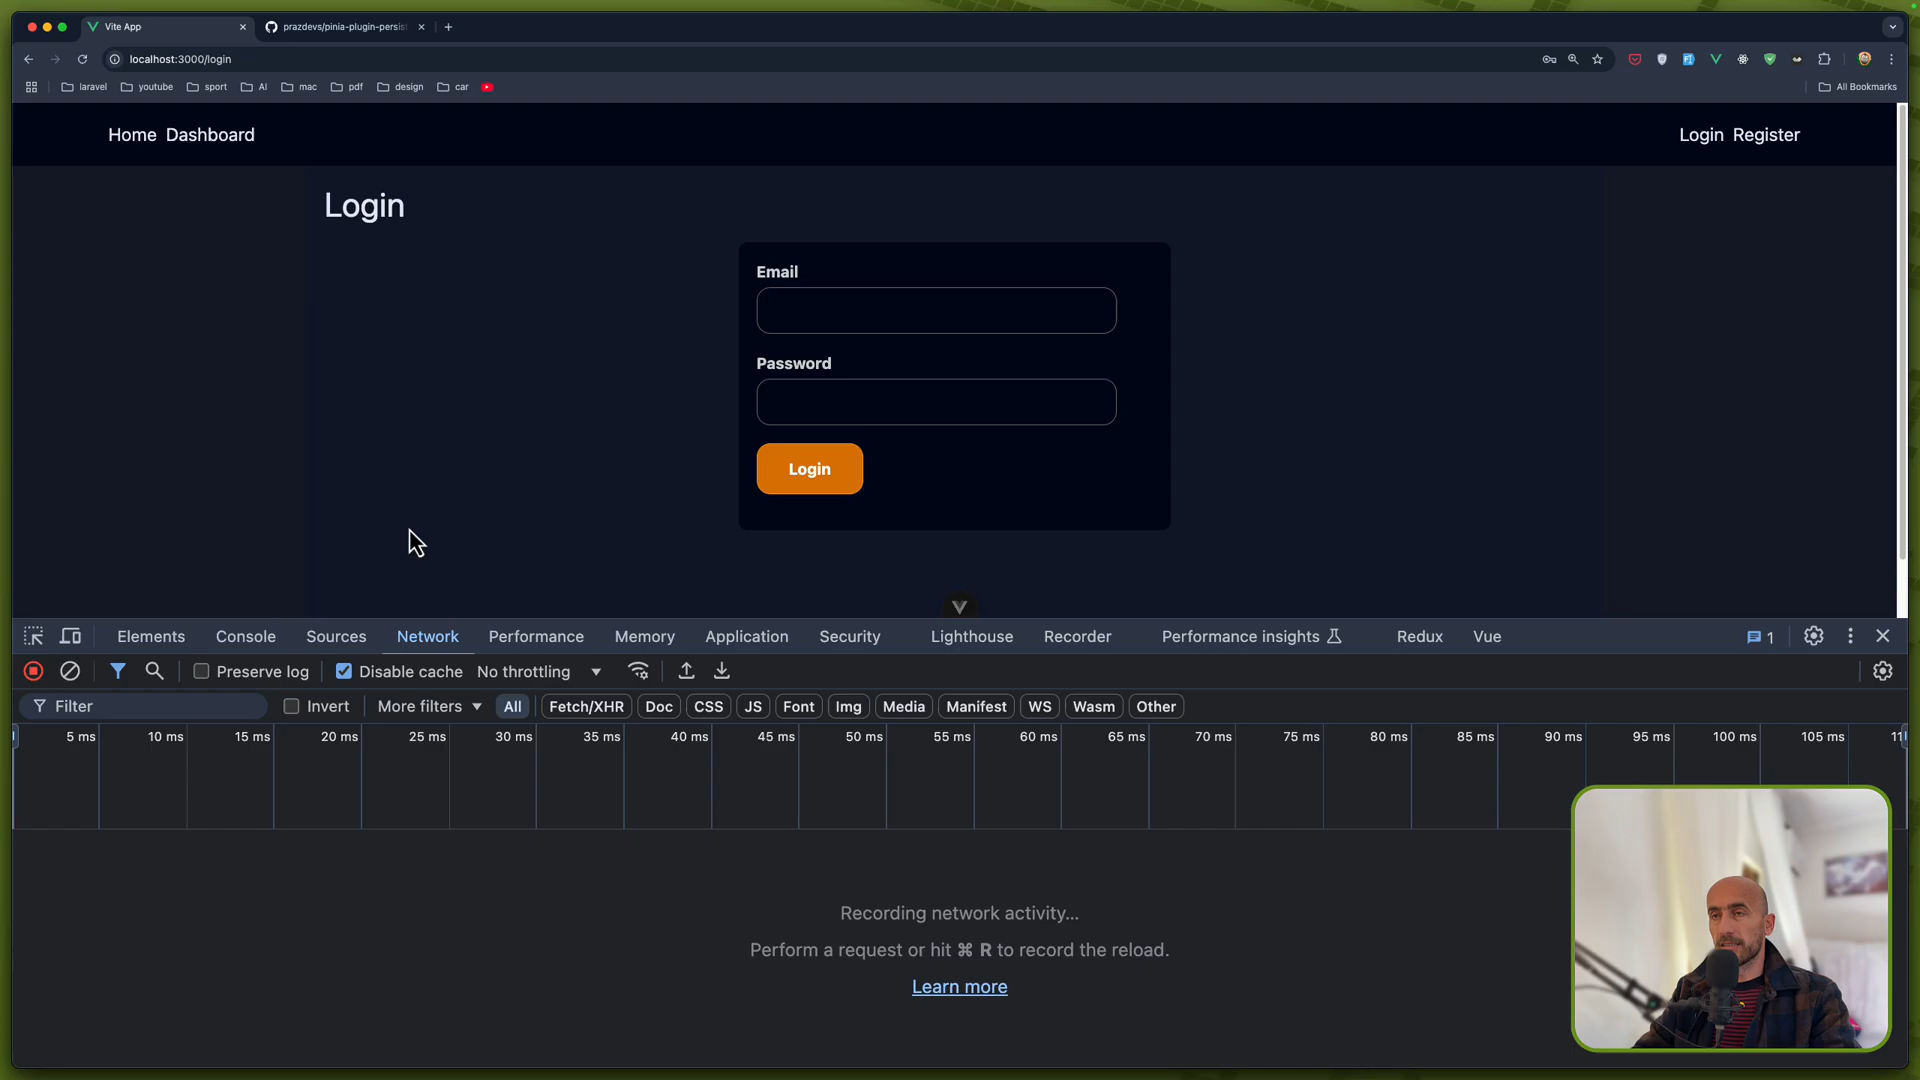 Vite App
prazdevs/pinia-plugin-persis
localhost:3000/login
laravel youtube sport AI mac pdf design car All Bookmarks
Home Dashboard Login Register
Login
Email
Password
Login
Elements Console Sources Network Performance Memory Application Security Lighthouse Recorder Performance insights Redux Vue 1
Preserve log Disable cache No throttling
Filter Invert More filters All Fetch/XHR Doc CSS JS Font Img Media Manifest WS Wasm Other
5 ms 10 ms 15 ms 20 ms 25 ms 30 ms 35 ms 40 ms 45 ms 50 ms 55 ms 60 ms 65 ms 70 ms 75 ms 80 ms 85 ms 90 ms 95 ms 100 ms 105 ms 11
Recording network activity...
Perform a request or hit ⌘ R to record the reload.
Learn more